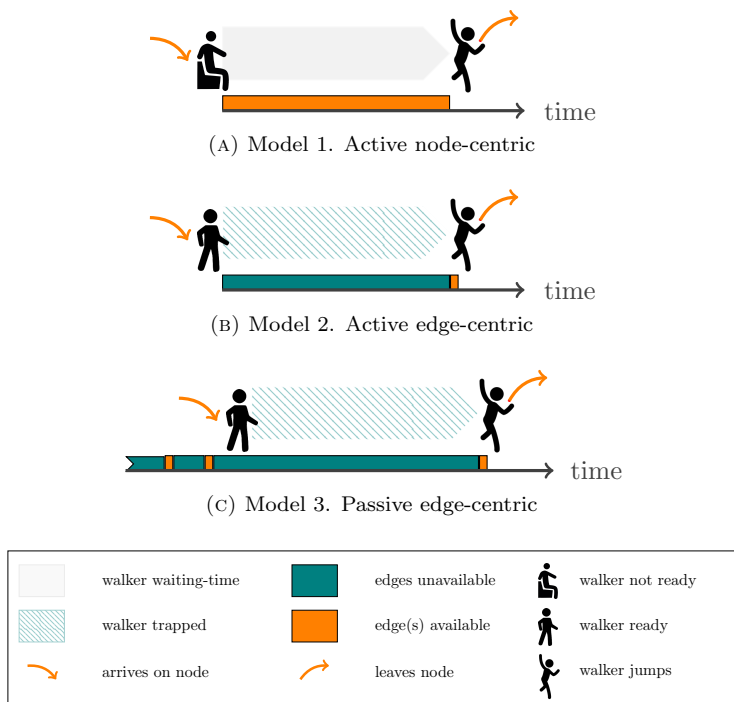 time
(A) Model 1. Active node-centric
time
(B) Model 2. Active edge-centric
time
(C) Model 3. Passive edge-centric
walker waiting-time
edges unavailable
walker not ready
walker trapped
edge(s) available
walker ready
arrives on node
leaves node
walker jumps